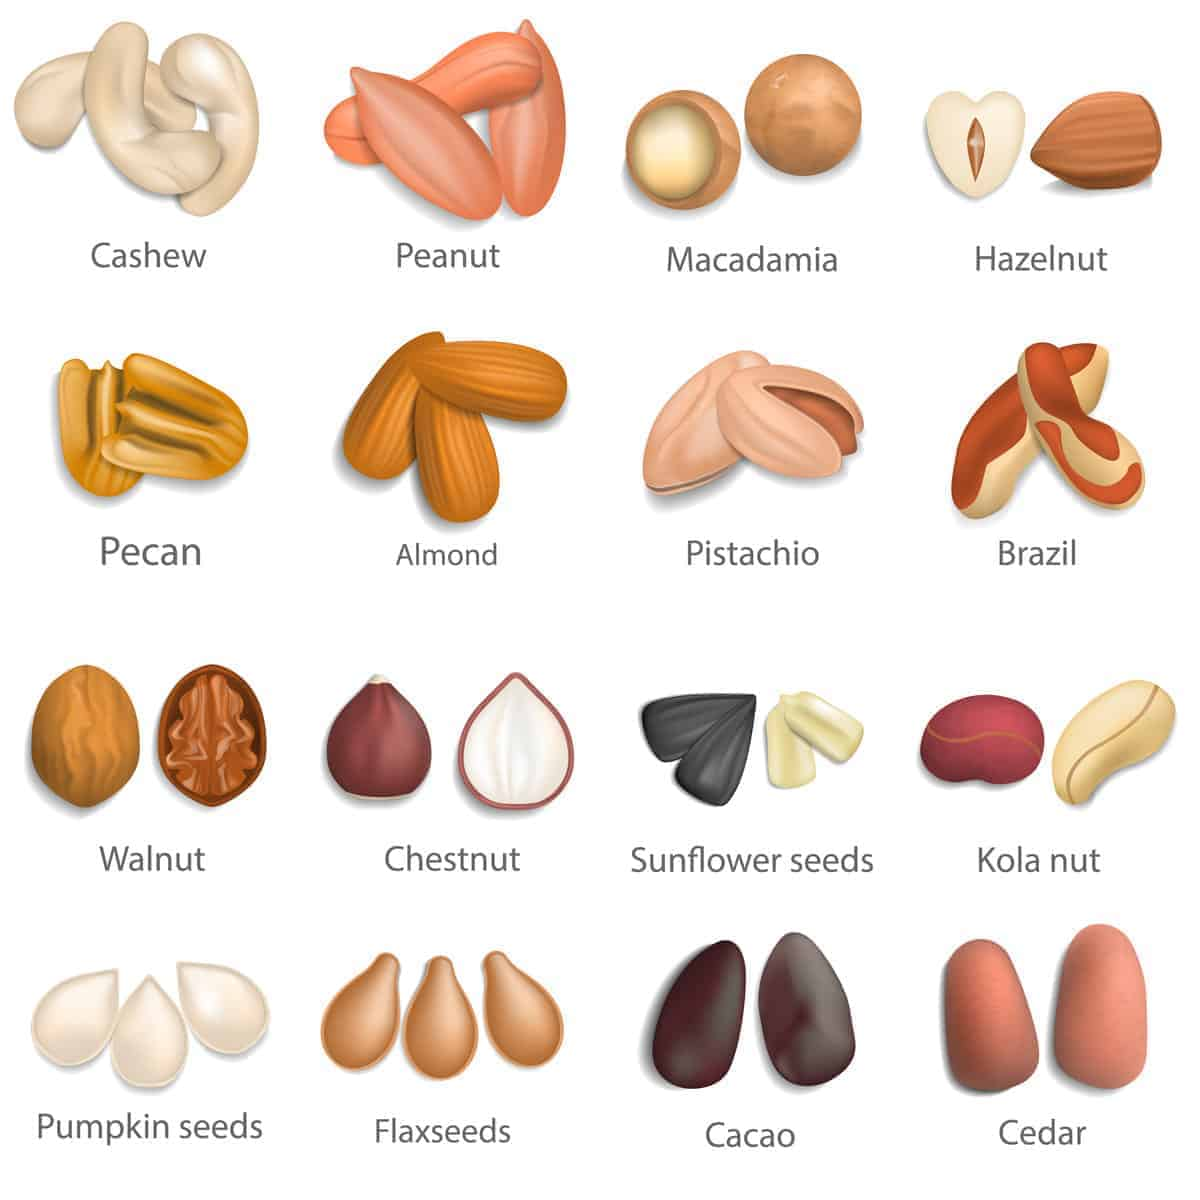 Cashew
Peanut
Macadamia
Hazelnut
Pecan
Almond
Pistachio
Brazil
Walnut
Chestnut
Sunflower seeds
Kola nut
Pumpkin seeds
Flaxseeds
Cacao
Cedar